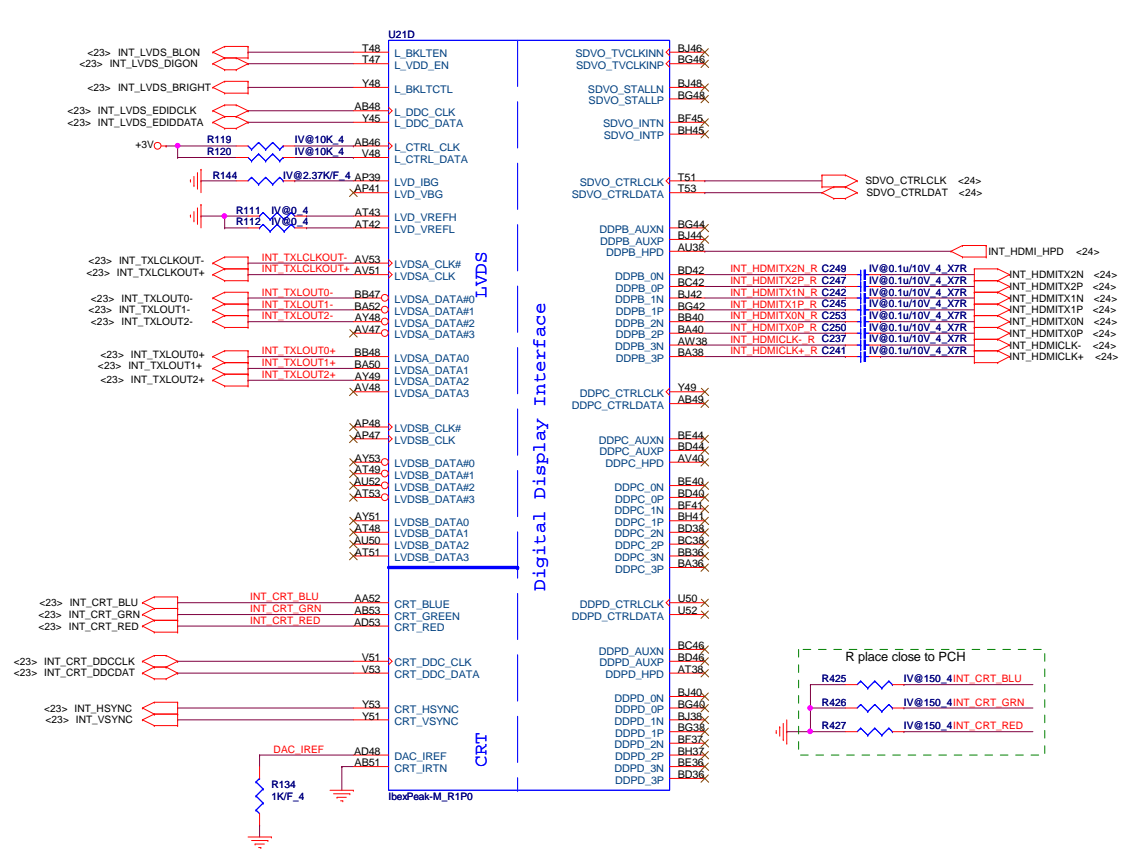 U21D
<23> INT_LVDS_BLON T48 L_BKLTEN
<23> INT_LVDS_DIGON T47 L_VDD_EN
<23> INT_LVDS_BRIGHT Y48 L_BKLTCTL
<23> INT_LVDS_EDIDCLK AB48 L_DDC_CLK
<23> INT_LVDS_EDIDDATA Y45 L_DDC_DATA
+3V R119 IV@10K_4 AB46 L_CTRL_CLK
R120 IV@10K_4 V48 L_CTRL_DATA
R144 IV@2.37K/F_4 AP39 LVD_IBG
AP41 LVD_VBG
R111 IV@0_4 AT43 LVD_VREFH
R112 IV@0_4 AT42 LVD_VREFL
<23> INT_TXLCLKOUT- INT_TXLCLKOUT- AV53 LVDSA_CLK#
<23> INT_TXLCLKOUT+ INT_TXLCLKOUT+ AV51 LVDSA_CLK
<23> INT_TXLOUT0- INT_TXLOUT0- BB47 LVDSA_DATA#0
<23> INT_TXLOUT1- INT_TXLOUT1- BA52 LVDSA_DATA#1
<23> INT_TXLOUT2- INT_TXLOUT2- AY48 LVDSA_DATA#2
AV47 LVDSA_DATA#3
<23> INT_TXLOUT0+ INT_TXLOUT0+ BB48 LVDSA_DATA0
<23> INT_TXLOUT1+ INT_TXLOUT1+ BA50 LVDSA_DATA1
<23> INT_TXLOUT2+ INT_TXLOUT2+ AY49 LVDSA_DATA2
AV48 LVDSA_DATA3
AP48 LVDSB_CLK#
AP47 LVDSB_CLK
AY53 LVDSB_DATA#0
AT49 LVDSB_DATA#1
AU52 LVDSB_DATA#2
AT53 LVDSB_DATA#3
AY51 LVDSB_DATA0
AT48 LVDSB_DATA1
AU50 LVDSB_DATA2
AT51 LVDSB_DATA3
<23> INT_CRT_BLU INT_CRT_BLU AA52 CRT_BLUE
<23> INT_CRT_GRN INT_CRT_GRN AB53 CRT_GREEN
<23> INT_CRT_RED INT_CRT_RED AD53 CRT_RED
<23> INT_CRT_DDCCLK V51 CRT_DDC_CLK
<23> INT_CRT_DDCDAT V53 CRT_DDC_DATA
<23> INT_HSYNC Y53 CRT_HSYNC
<23> INT_VSYNC Y51 CRT_VSYNC
DAC_IREF AD48 DAC_IREF
AB51 CRT_IRTN
R134
1K/F_4
IbexPeak-M_R1P0
LVDS
CRT
Digital Display Interface
SDVO_TVCLKINN BJ46
SDVO_TVCLKINP BG46
SDVO_STALLN BJ48
SDVO_STALLP BG48
SDVO_INTN BF45
SDVO_INTP BH45
SDVO_CTRLCLK T51 SDVO_CTRLCLK <24>
SDVO_CTRLDATA T53 SDVO_CTRLDAT <24>
DDPB_AUXN BG44
DDPB_AUXP BJ44
DDPB_HPD AU38 INT_HDMI_HPD <24>
DDPB_0N BD42 INT_HDMITX2N_R C249 IV@0.1u/10V_4_X7R INT_HDMITX2N <24>
DDPB_0P BC42 INT_HDMITX2P_R C247 IV@0.1u/10V_4_X7R INT_HDMITX2P <24>
DDPB_1N BJ42 INT_HDMITX1N_R C242 IV@0.1u/10V_4_X7R INT_HDMITX1N <24>
DDPB_1P BG42 INT_HDMITX1P_R C245 IV@0.1u/10V_4_X7R INT_HDMITX1P <24>
DDPB_2N BB40 INT_HDMITX0N_R C253 IV@0.1u/10V_4_X7R INT_HDMITX0N <24>
DDPB_2P BA40 INT_HDMITX0P_R C250 IV@0.1u/10V_4_X7R INT_HDMITX0P <24>
DDPB_3N AW38 INT_HDMICLK-_R C237 IV@0.1u/10V_4_X7R INT_HDMICLK- <24>
DDPB_3P BA38 INT_HDMICLK+_R C241 IV@0.1u/10V_4_X7R INT_HDMICLK+ <24>
DDPC_CTRLCLK Y49
DDPC_CTRLDATA AB49
DDPC_AUXN BE44
DDPC_AUXP BD44
DDPC_HPD AV40
DDPC_0N BE40
DDPC_0P BD40
DDPC_1N BF41
DDPC_1P BH41
DDPC_2N BD38
DDPC_2P BC38
DDPC_3N BB36
DDPC_3P BA36
DDPD_CTRLCLK U50
DDPD_CTRLDATA U52
DDPD_AUXN BC46
DDPD_AUXP BD46
DDPD_HPD AT38
DDPD_0N BJ40
DDPD_0P BG40
DDPD_1N BJ38
DDPD_1P BG38
DDPD_2N BF37
DDPD_2P BH37
DDPD_3N BE36
DDPD_3P BD36
R place close to PCH
R425 IV@150_4 INT_CRT_BLU
R426 IV@150_4 INT_CRT_GRN
R427 IV@150_4 INT_CRT_RED